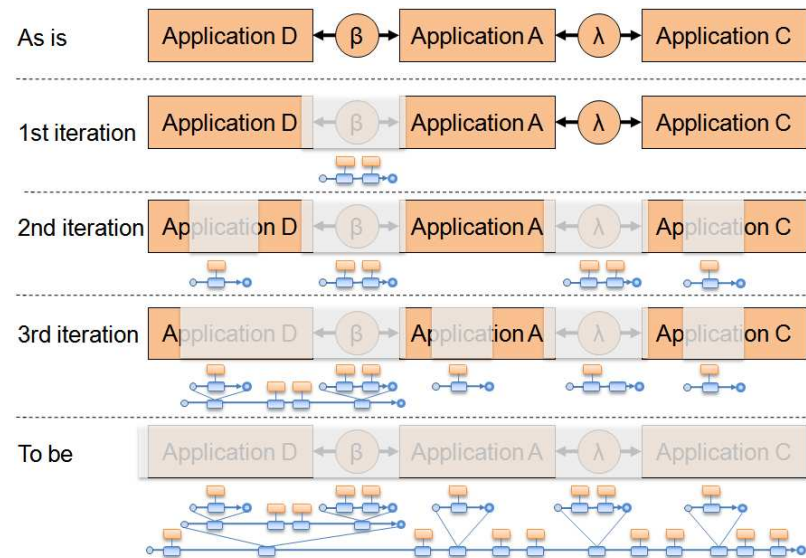 As is
Application D β Application A λ Application C
1st iteration
Application D β Application A λ Application C
2nd iteration
Application D β Application A λ Application C
3rd iteration
Application D β Application A λ Application C
To be
Application D β Application A λ Application C